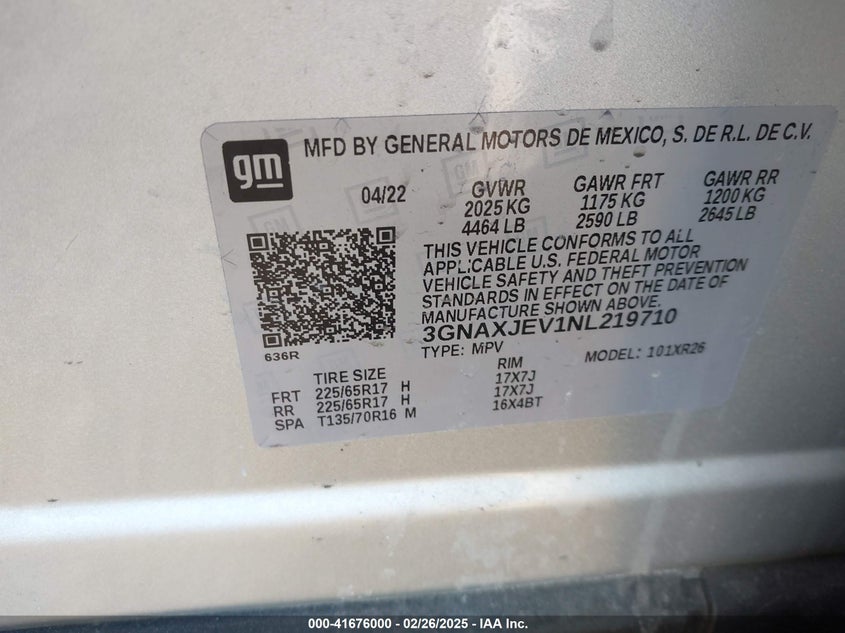 gm
MFD BY GENERAL MOTORS DE MEXICO, S. DE R.L. DE C.V.
04/22 GVWR GAWR FRT GAWR RR
2025 KG 1175 KG 1200 KG
4464 LB 2590 LB 2645 LB
THIS VEHICLE CONFORMS TO ALL
APPLICABLE U.S. FEDERAL MOTOR
VEHICLE SAFETY AND THEFT PREVENTION
STANDARDS IN EFFECT ON THE DATE OF
MANUFACTURE SHOWN ABOVE.
3GNAXJEV1NL219710
636R
TYPE: MPV MODEL: 101XR26
TIRE SIZE RIM
FRT 225/65R17 H 17X7J
RR 225/65R17 H 17X7J
SPA T135/70R16 M 16X4BT
000-41676000 - 02/26/2025 - IAA Inc.